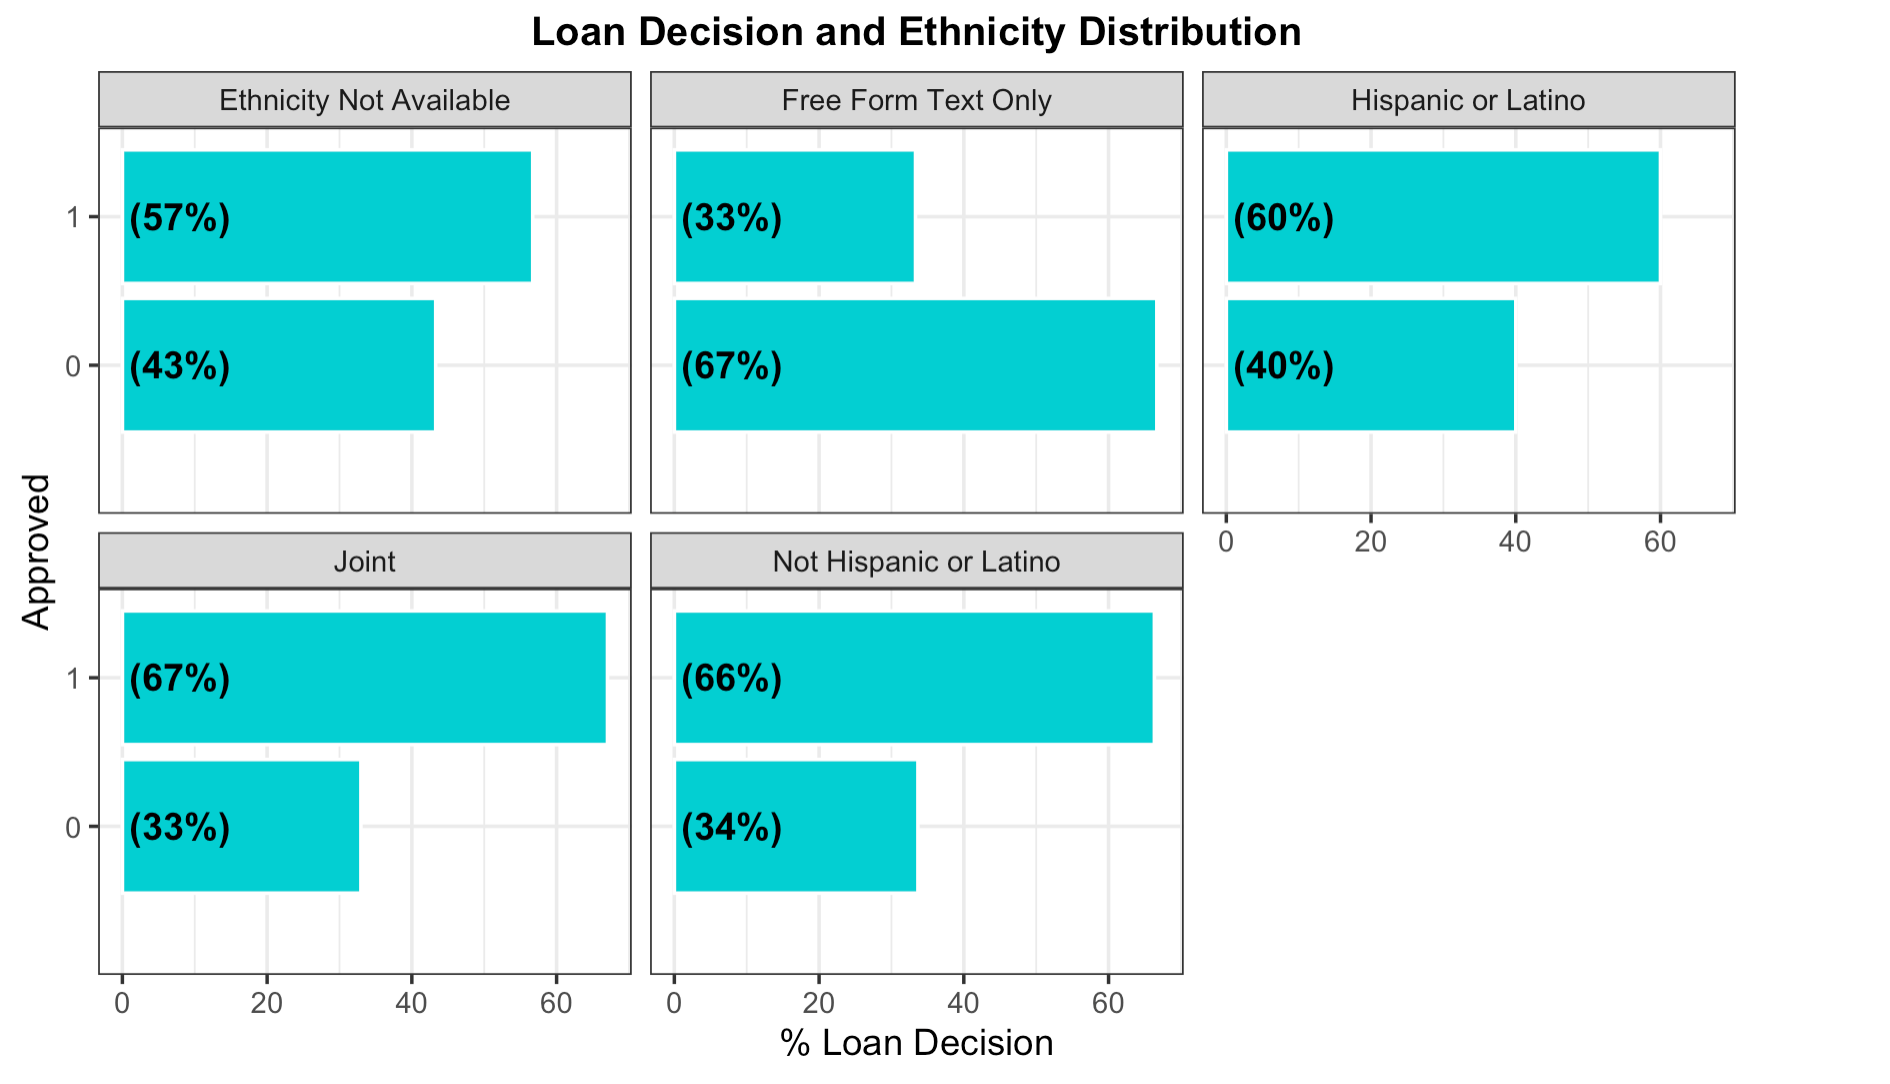 Loan Decision and Ethnicity Distribution
Ethnicity Not Available
Free Form Text Only
Hispanic or Latino
1
(57%)
(33%)
(60%)
0
(43%)
(67%)
(40%)
0 20 40 60
Approved
Joint
Not Hispanic or Latino
1
(67%)
(66%)
0
(33%)
(34%)
0 20 40 60
0 20 40 60
% Loan Decision